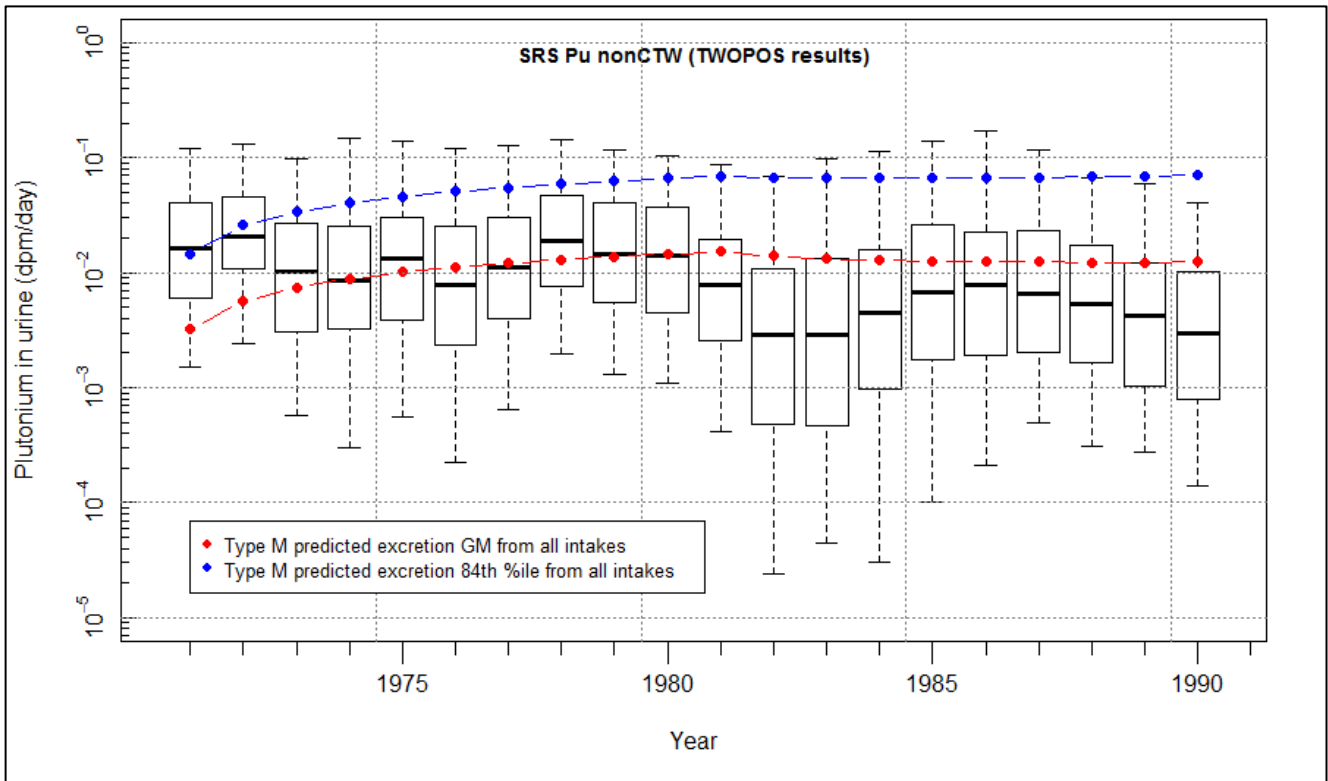 SRS Pu nonCTW (TWOPOS results)
Plutonium in urine (dpm/day)
10⁰
10⁻¹
10⁻²
10⁻³
10⁻⁴
10⁻⁵
Type M predicted excretion GM from all intakes
Type M predicted excretion 84th %ile from all intakes
1975 1980 1985 1990
Year